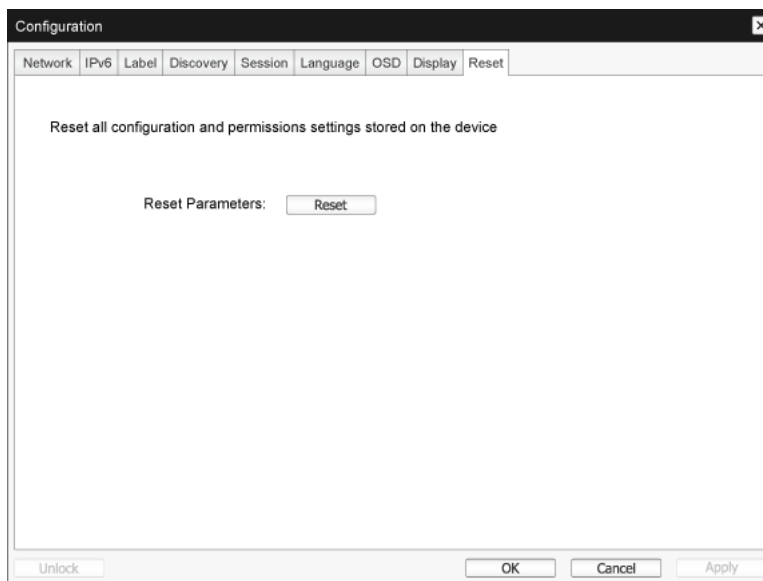 Configuration
Network IPv6 Label Discovery Session Language OSD Display Reset
Reset all configuration and permissions settings stored on the device
Reset Parameters: Reset
Unlock OK Cancel Apply